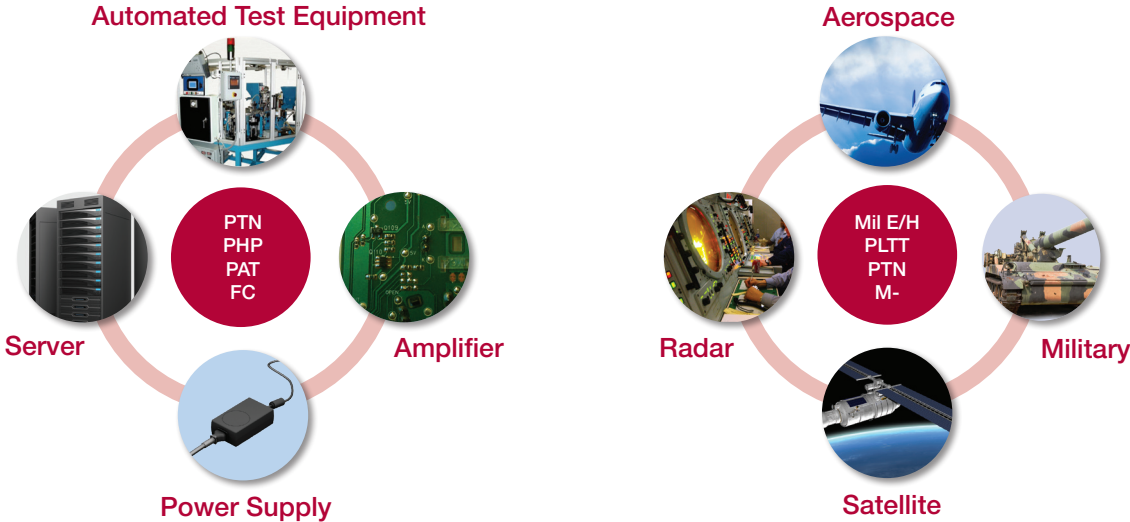 Automated Test Equipment
PTN
PHP
PAT
FC
Server
Amplifier
Power Supply
Aerospace
Mil E/H
PLTT
PTN
M-
Radar
Military
Satellite